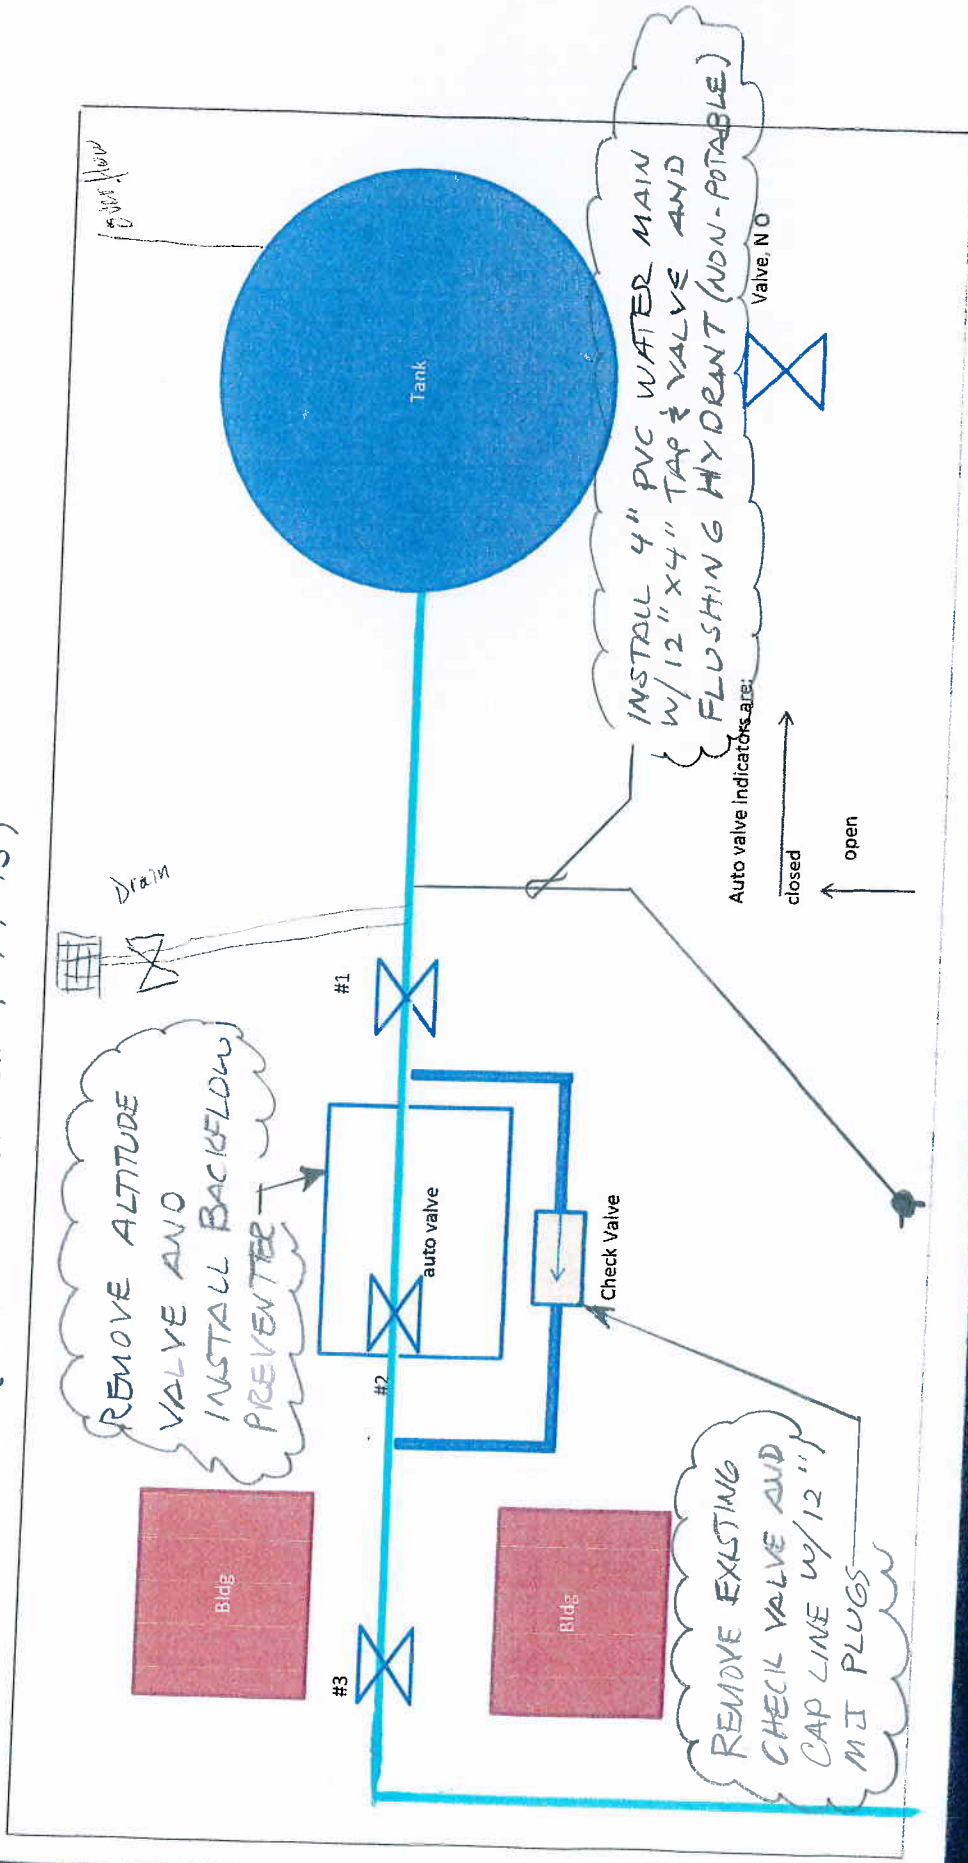 overflow
Tank
Drain
#1
REMOVE ALTITUDE
VALVE AND
INSTALL BACKFLOW
PREVENTER
auto valve
#2
Check Valve
Bldg
Bldg
#3
INSTALL 4" PVC WATER MAIN
W/12"x4" TAP & VALVE AND
FLUSHING HYDRANT (NON-POTABLE)
Valve, N O
Auto valve indicators are:
closed
open
REMOVE EXISTING
CHECK VALVE AND
CAP LINE W/12"
MJ PLUGS